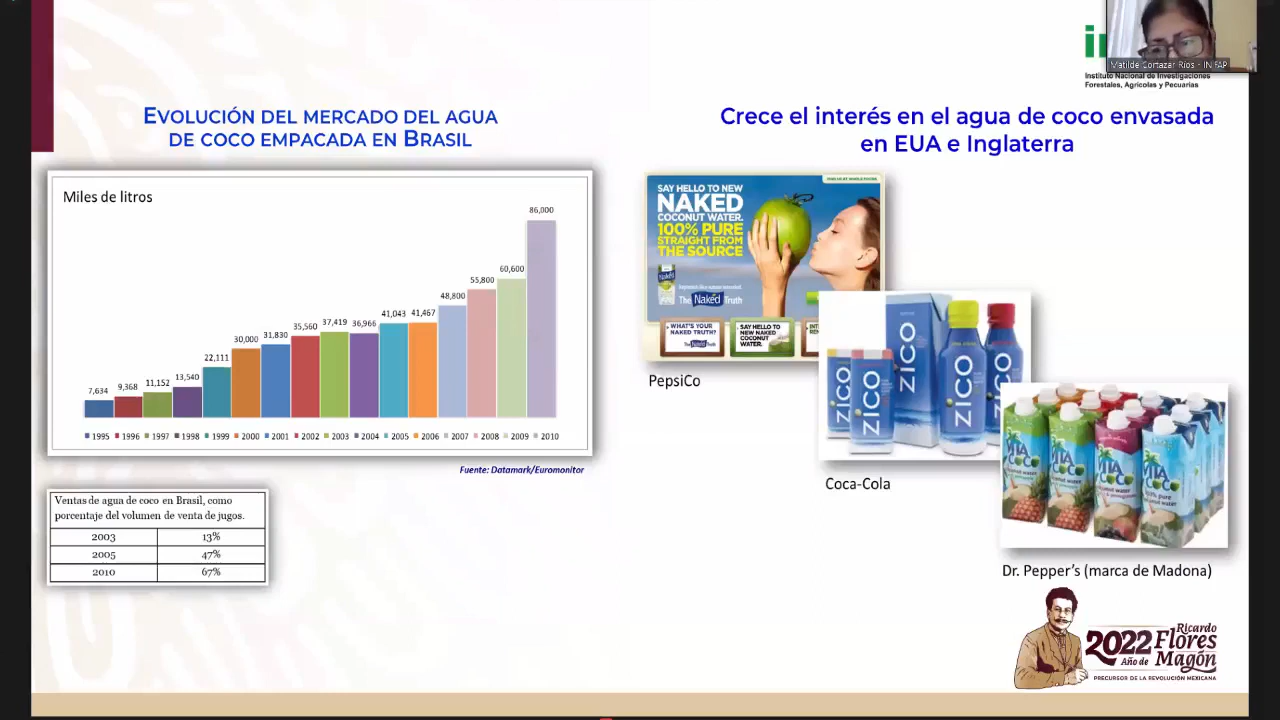 Matilde Cortazar Ríos - INIFAP
Instituto Nacional de Investigaciones
Forestales, Agrícolas y Pecuarias
EVOLUCIÓN DEL MERCADO DEL AGUA
DE COCO EMPACADA EN BRASIL
Miles de litros
7,634
9,368
11,152
13,540
22,111
30,000
31,830
35,560
37,419
36,966
41,043
41,467
48,800
55,800
60,600
86,000
1995 1996 1997 1998 1999 2000 2001 2002 2003 2004 2005 2006 2007 2008 2009 2010
Fuente: Datamark/Euromonitor
Ventas de agua de coco en Brasil, como
porcentaje del volumen de venta de jugos.
2003 13%
2005 47%
2010 67%
Crece el interés en el agua de coco envasada
en EUA e Inglaterra
SAY HELLO TO NEW
NAKED
COCONUT WATER.
100% PURE
STRAIGHT FROM
THE SOURCE
The Naked Truth
WHAT'S YOUR
NAKED TRUTH?
SAY HELLO TO
NEW NAKED
COCONUT
WATER.
PepsiCo
ZICO
ZICO
ZICO
ZICO
ZICO
Coca-Cola
VITA
COCO
VITA
COCO
VITA
COCO
VITA
COCO
Dr. Pepper's (marca de Madona)
2022 Ricardo
Flores
Año de Magón
PRECURSOR DE LA REVOLUCIÓN MEXICANA